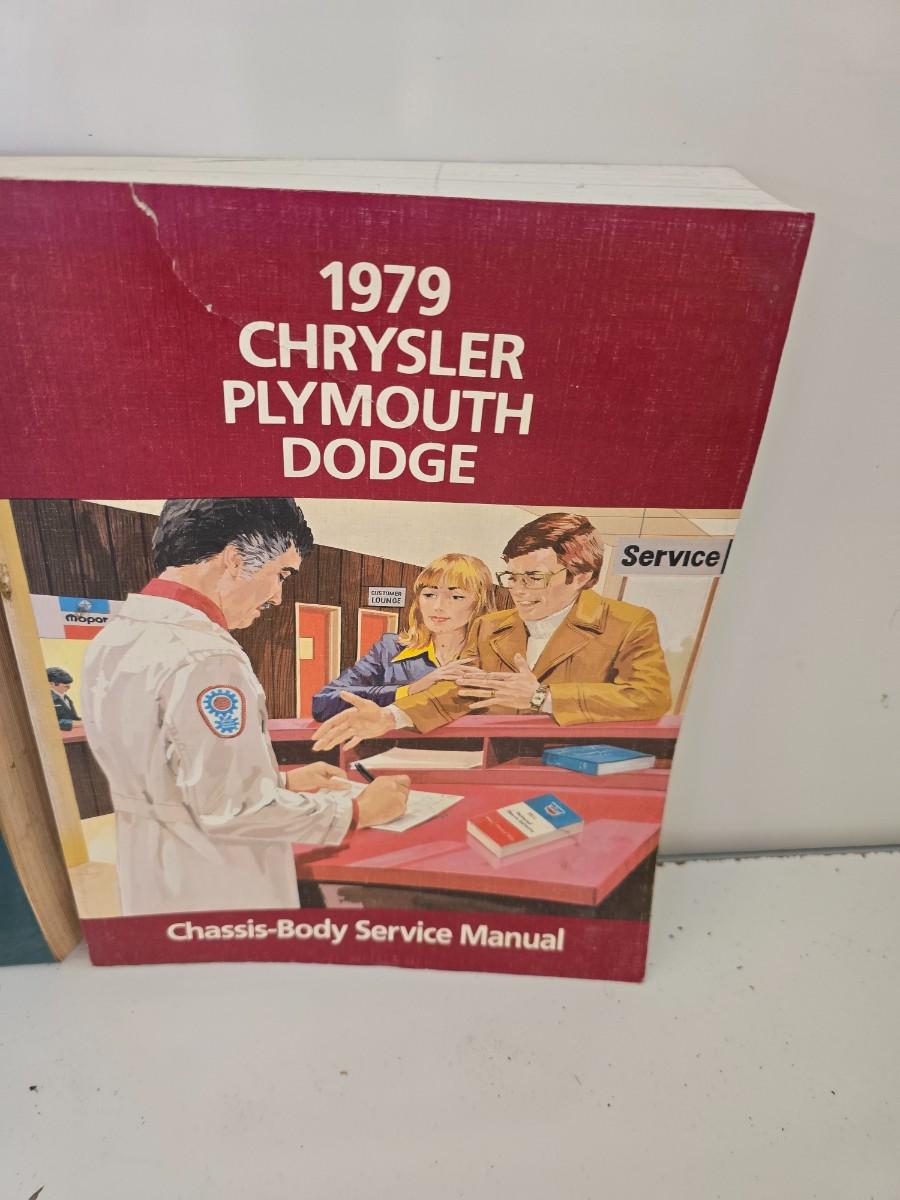 1979
CHRYSLER
PLYMOUTH
DODGE
Service
CUSTOMER
LOUNGE
mopar
Chassis-Body Service Manual